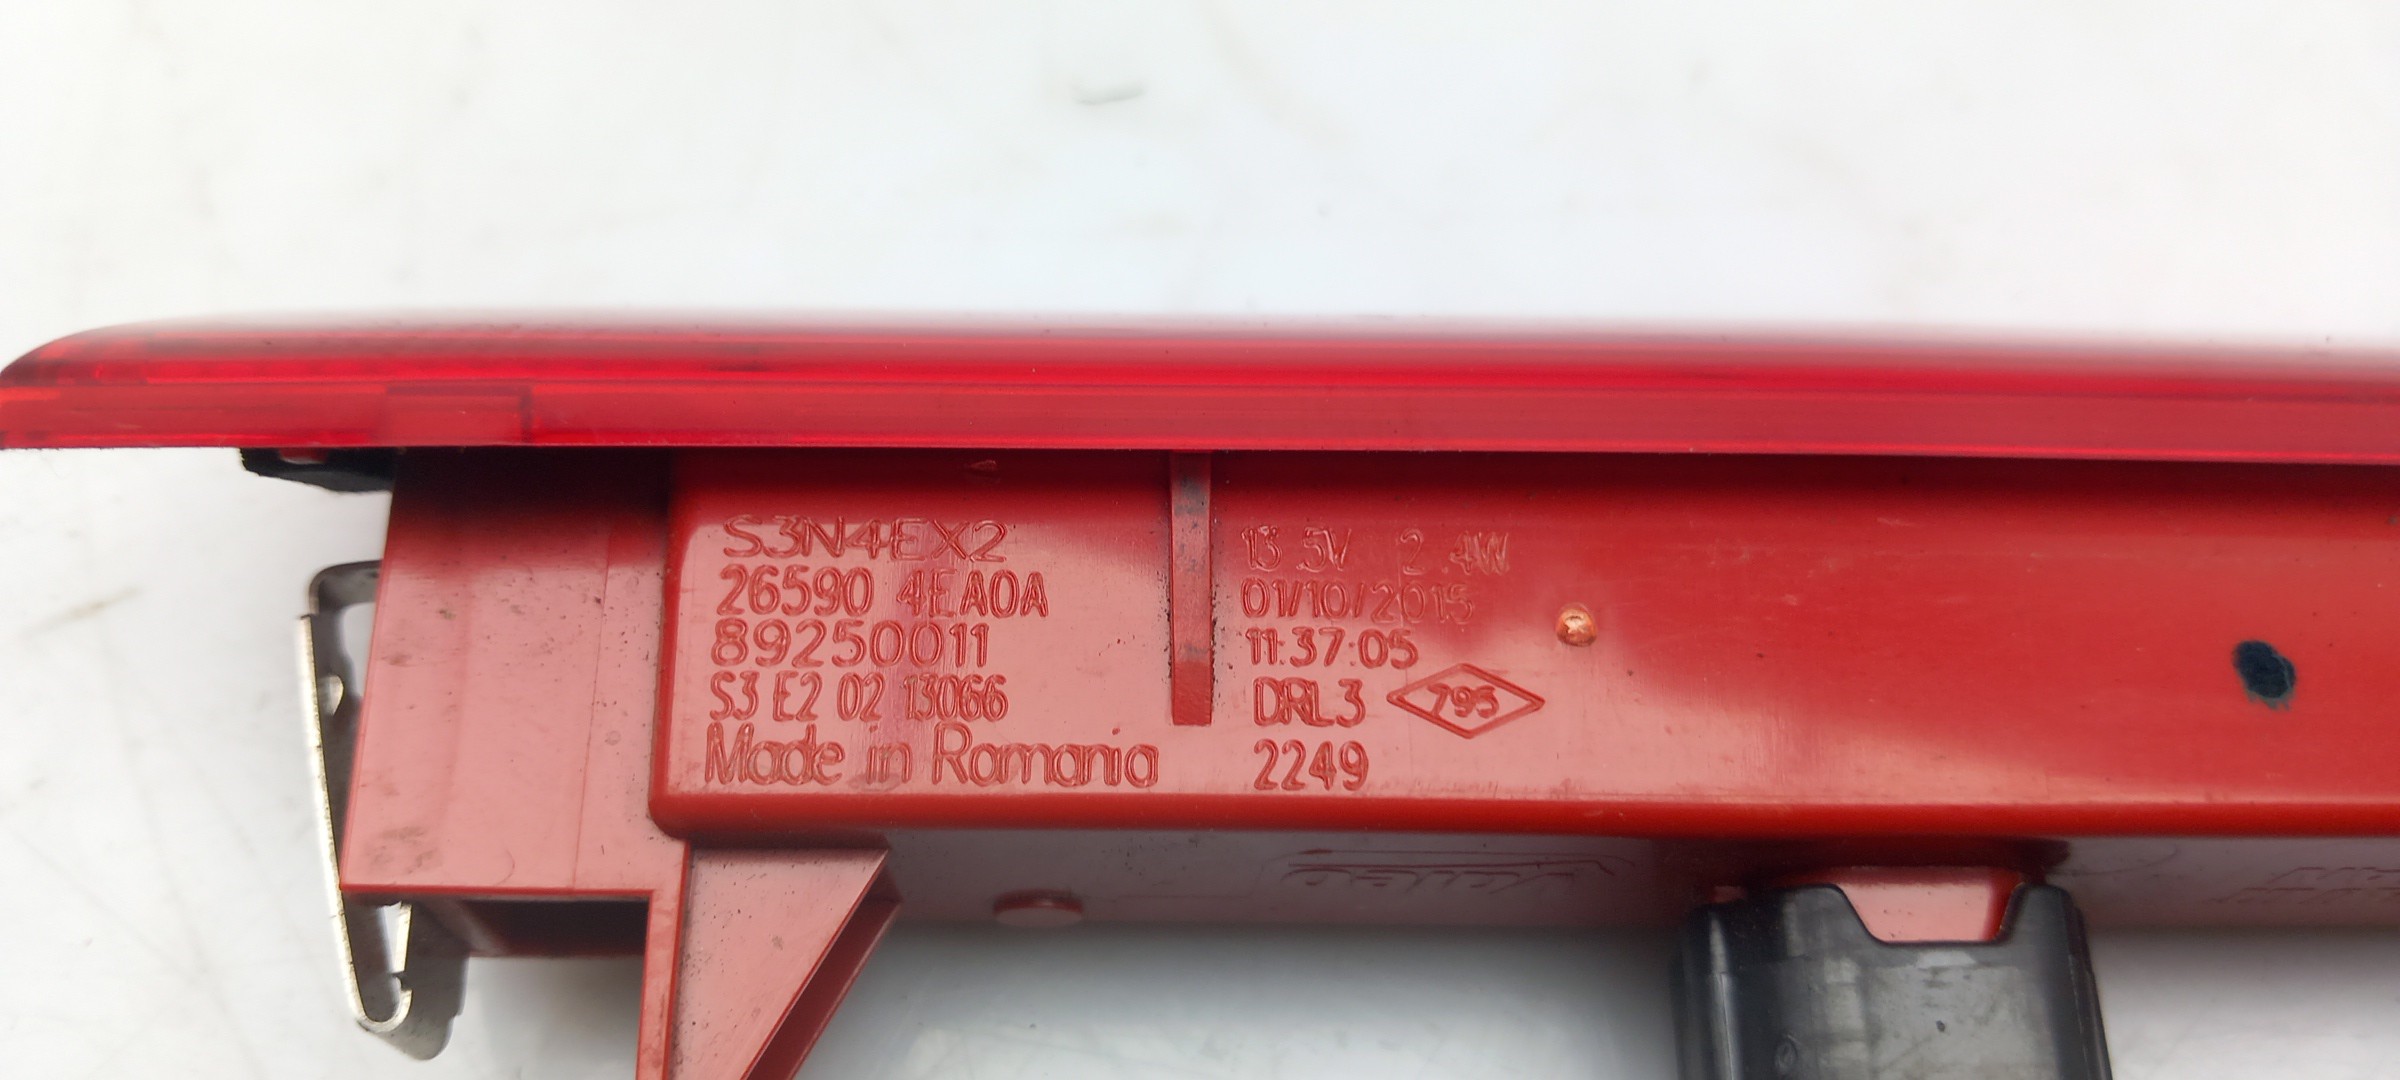 S3N4EX2
26590 4EA0A
89250011
S3 E2 02 13066
Made in Romania
13.5V 2.4W
01/10/2015
11:37:05
DRL3 795
2249
Valeo